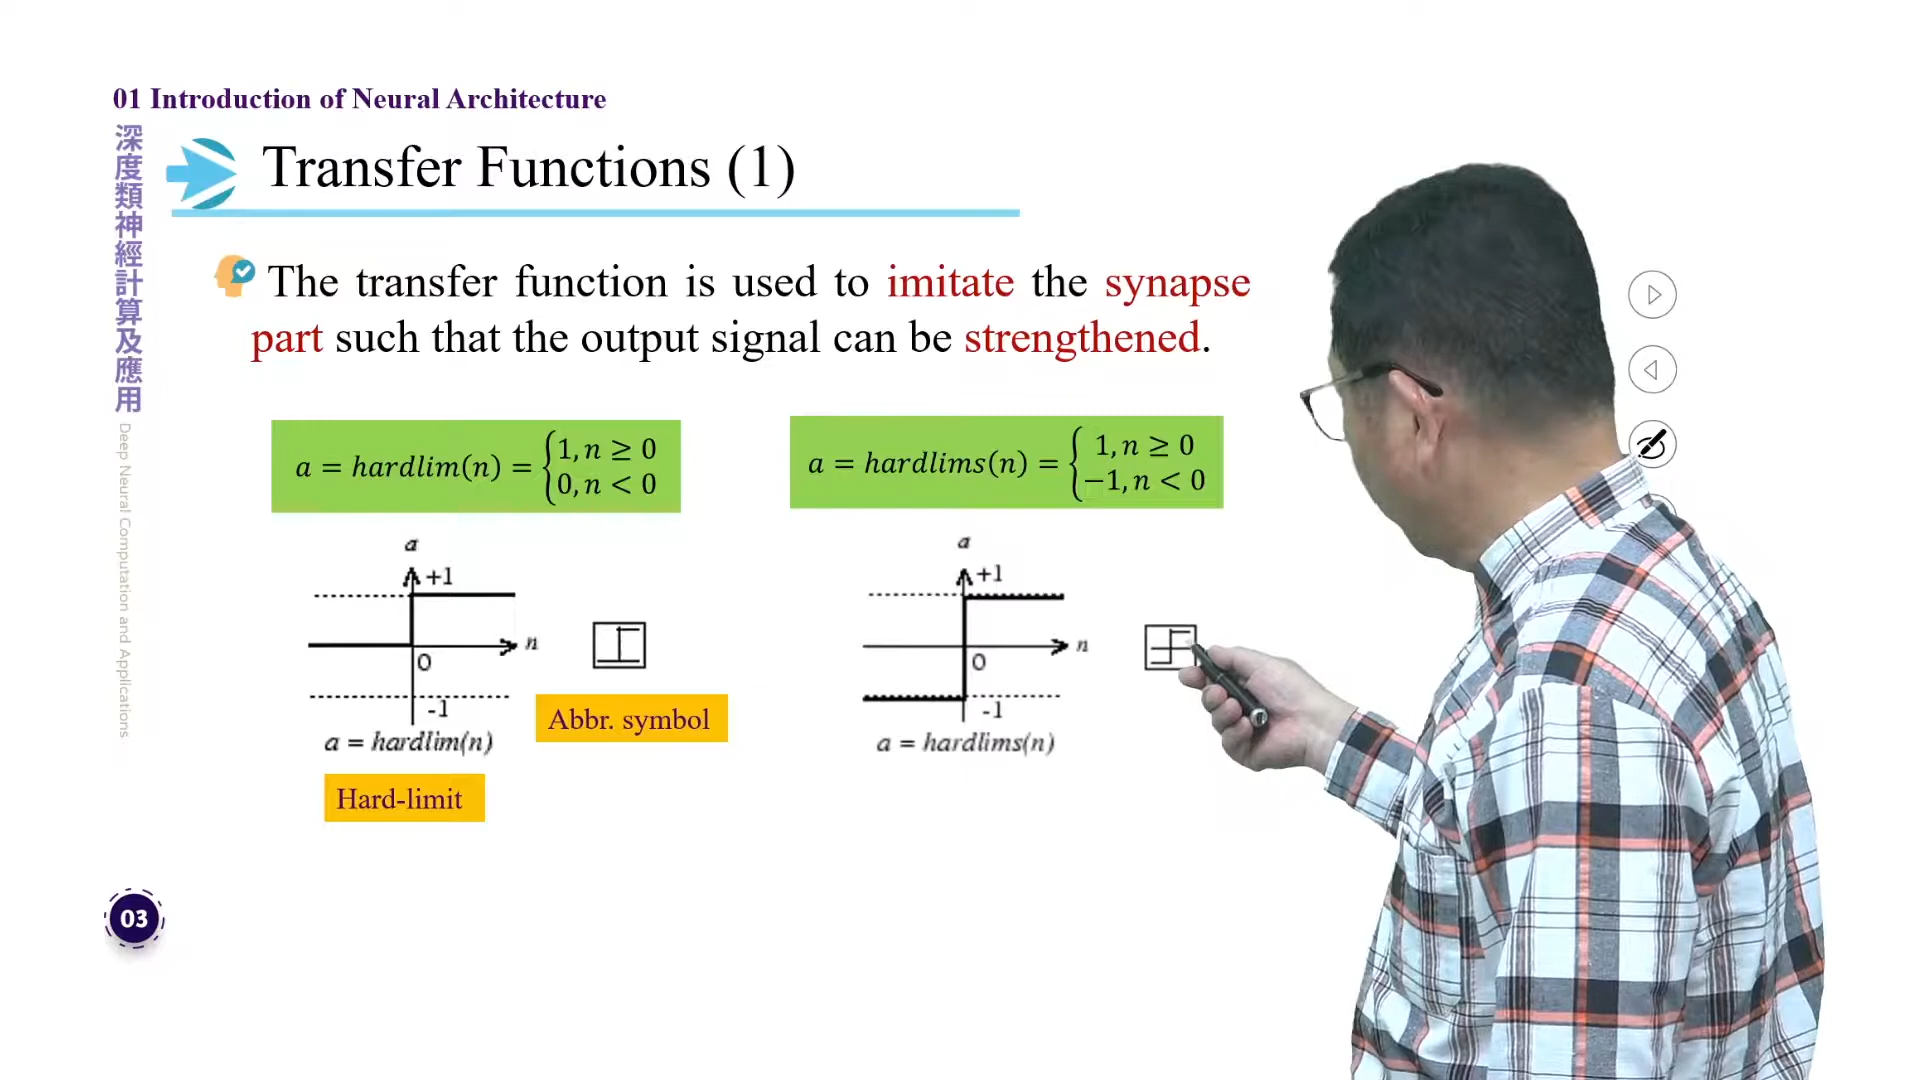 01 Introduction of Neural Architecture
深度類神經計算及應用
Deep Neural Computation and Applications
Transfer Functions (1)
The transfer function is used to imitate the synapse
part such that the output signal can be strengthened.
a = hardlim(n) = {1, n ≥ 0
0, n < 0
a = hardlims(n) = {1, n ≥ 0
−1, n < 0
a
+1
n
0
-1
a = hardlim(n)
Abbr. symbol
Hard-limit
a
+1
n
0
-1
a = hardlims(n)
03